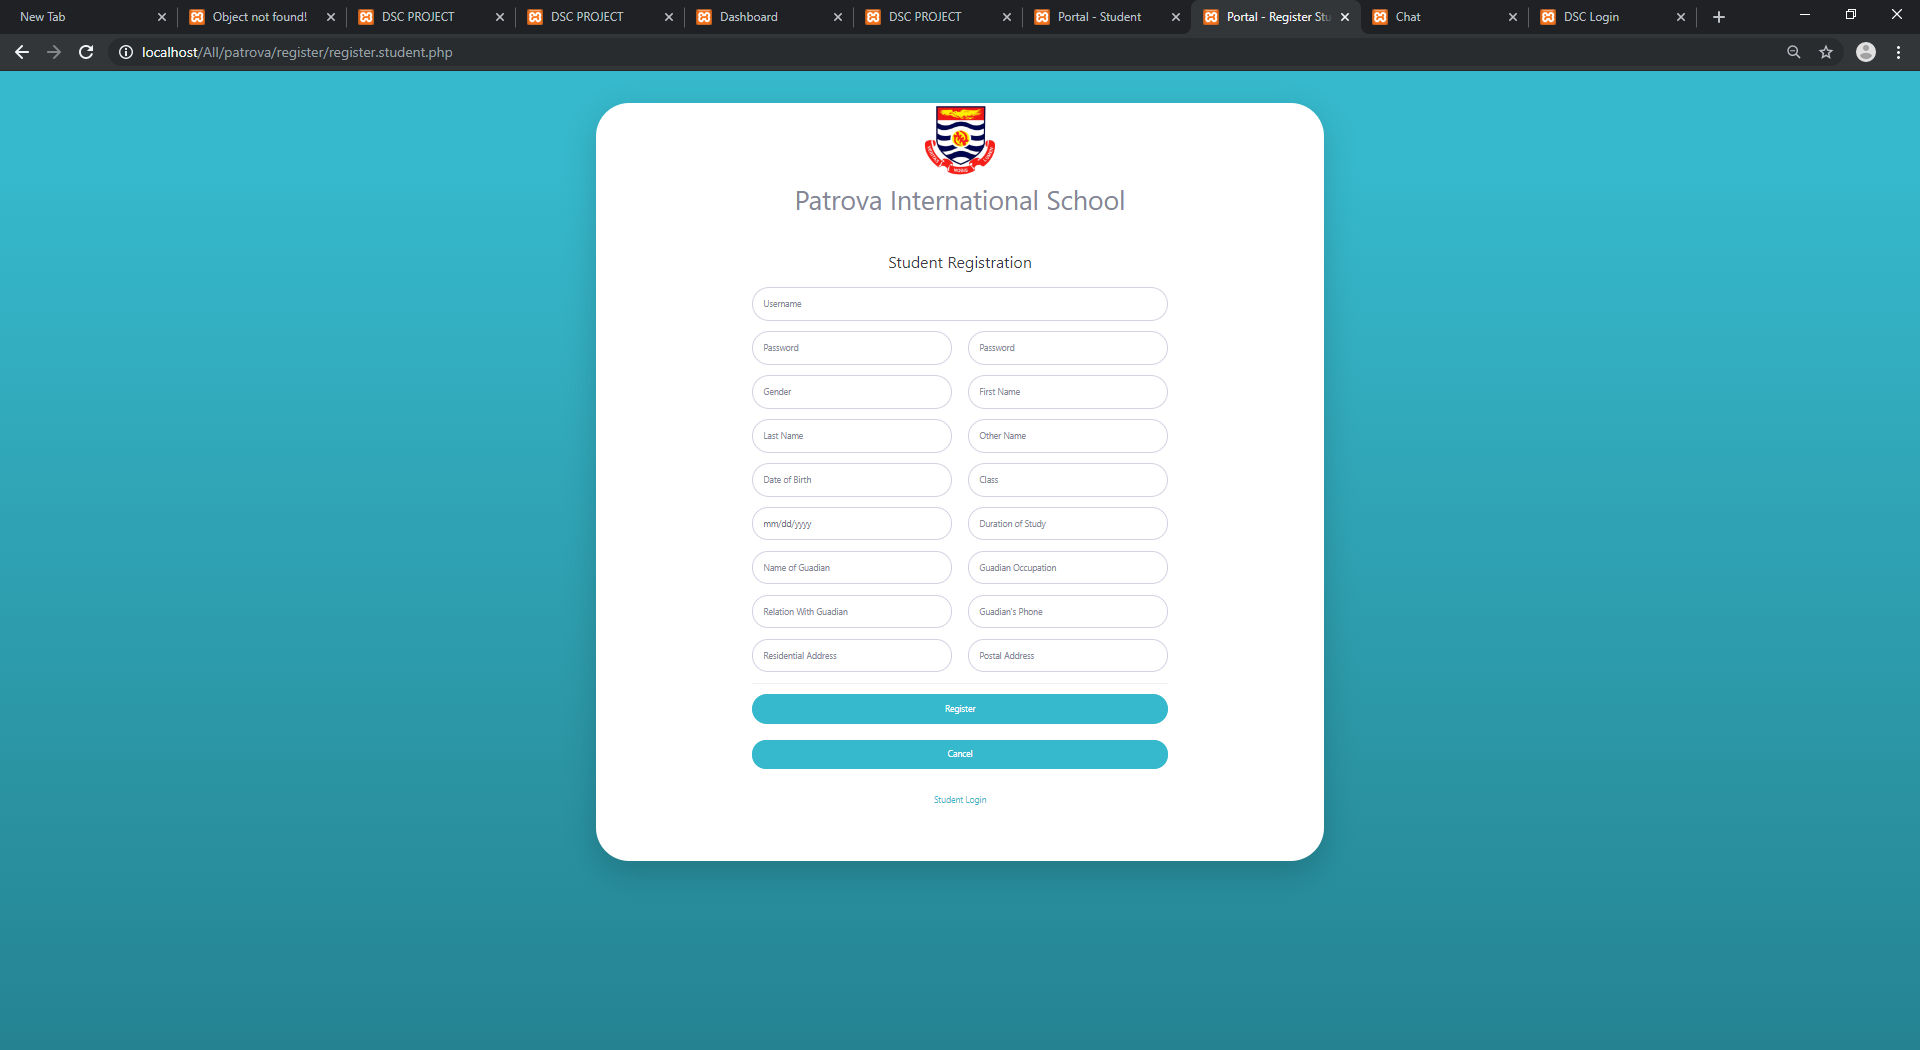 New Tab
Object not found!
DSC PROJECT
DSC PROJECT
Dashboard
DSC PROJECT
Portal - Student
Portal - Register Stu
Chat
DSC Login
localhost/All/patrova/register/register.student.php
NOBIS
Patrova International School
Student Registration
Username
Password Password
Gender First Name
Last Name Other Name
Date of Birth Class
mm/dd/yyyy Duration of Study
Name of Guadian Guadian Occupation
Relation With Guadian Guadian's Phone
Residential Address Postal Address
Register
Cancel
Student Login